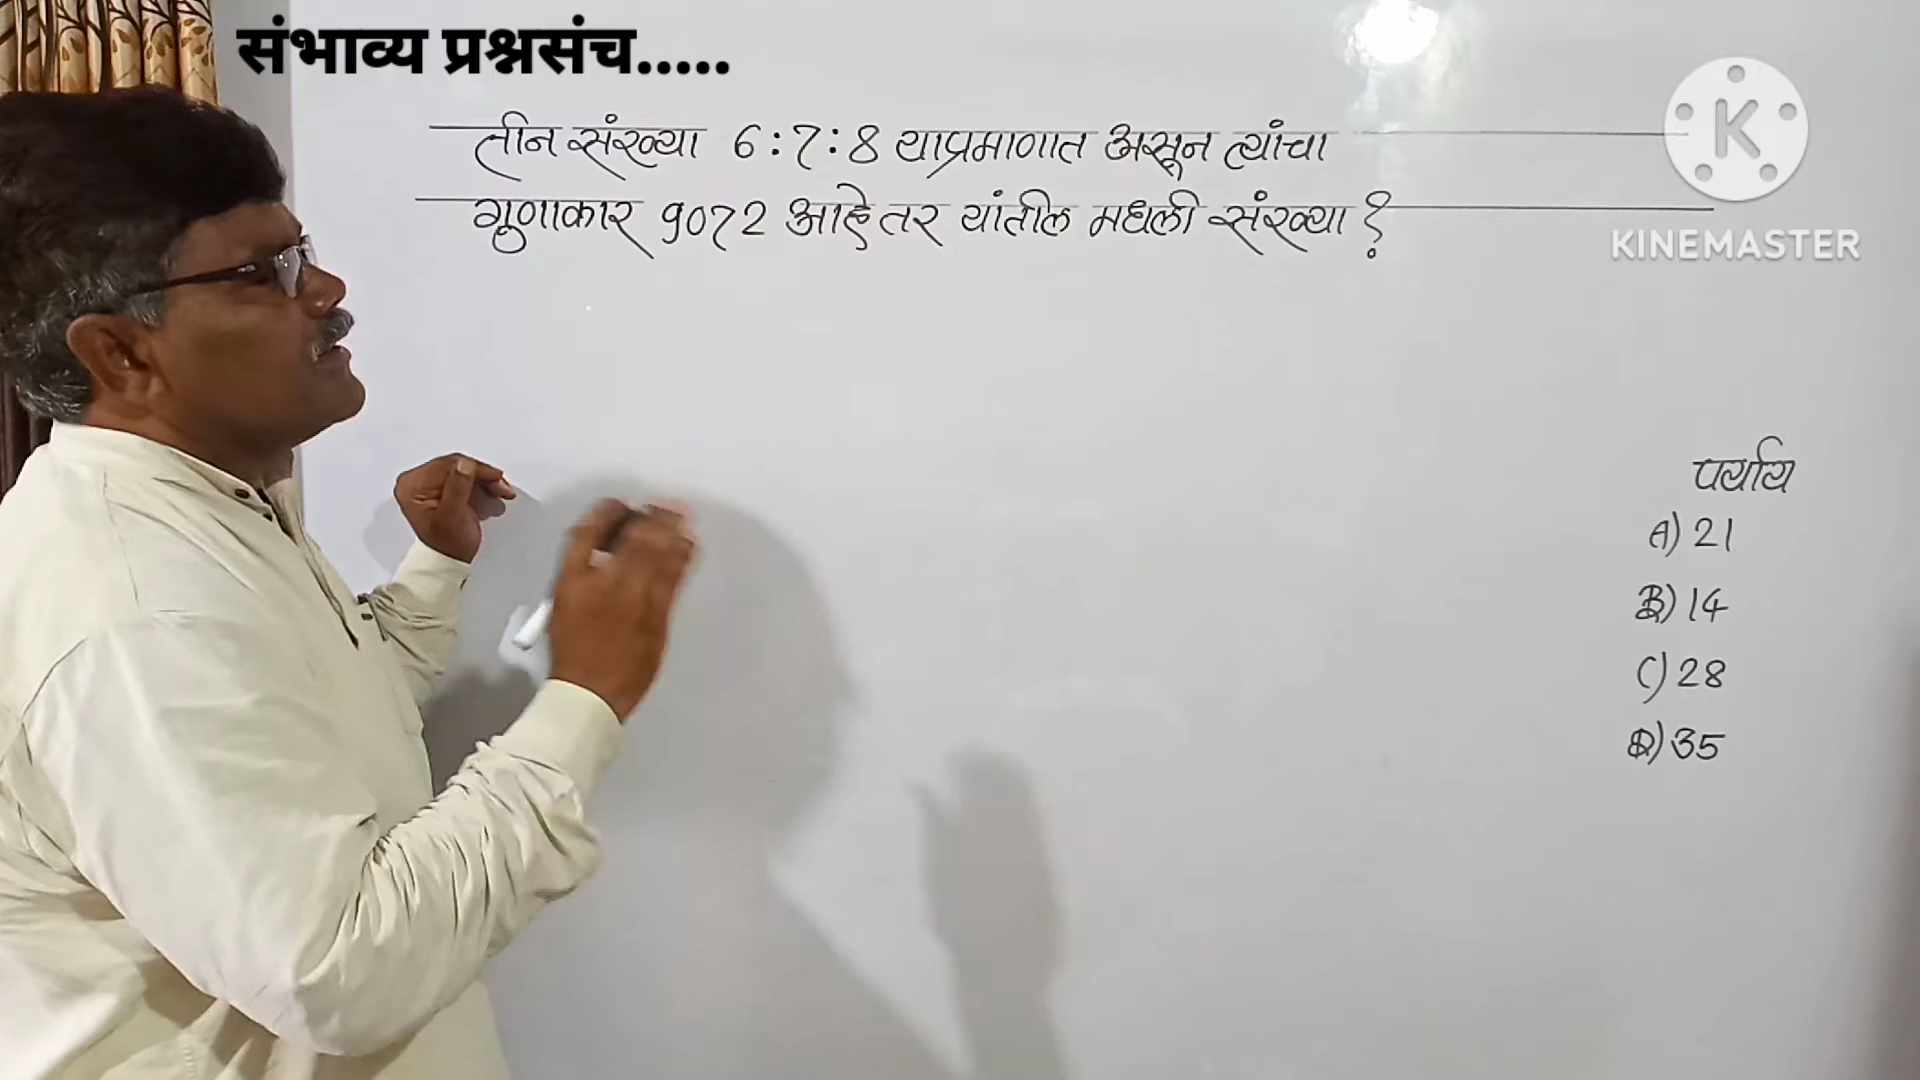 संभाव्य प्रश्नसंच.....
तीन संख्या 6:7:8 याप्रमाणात असून त्यांचा
गुणाकार 9072 आहे तर यांतील मधली संख्या ?
K
KINEMASTER
पर्याय
A) 21
B) 14
C) 28
D) 35